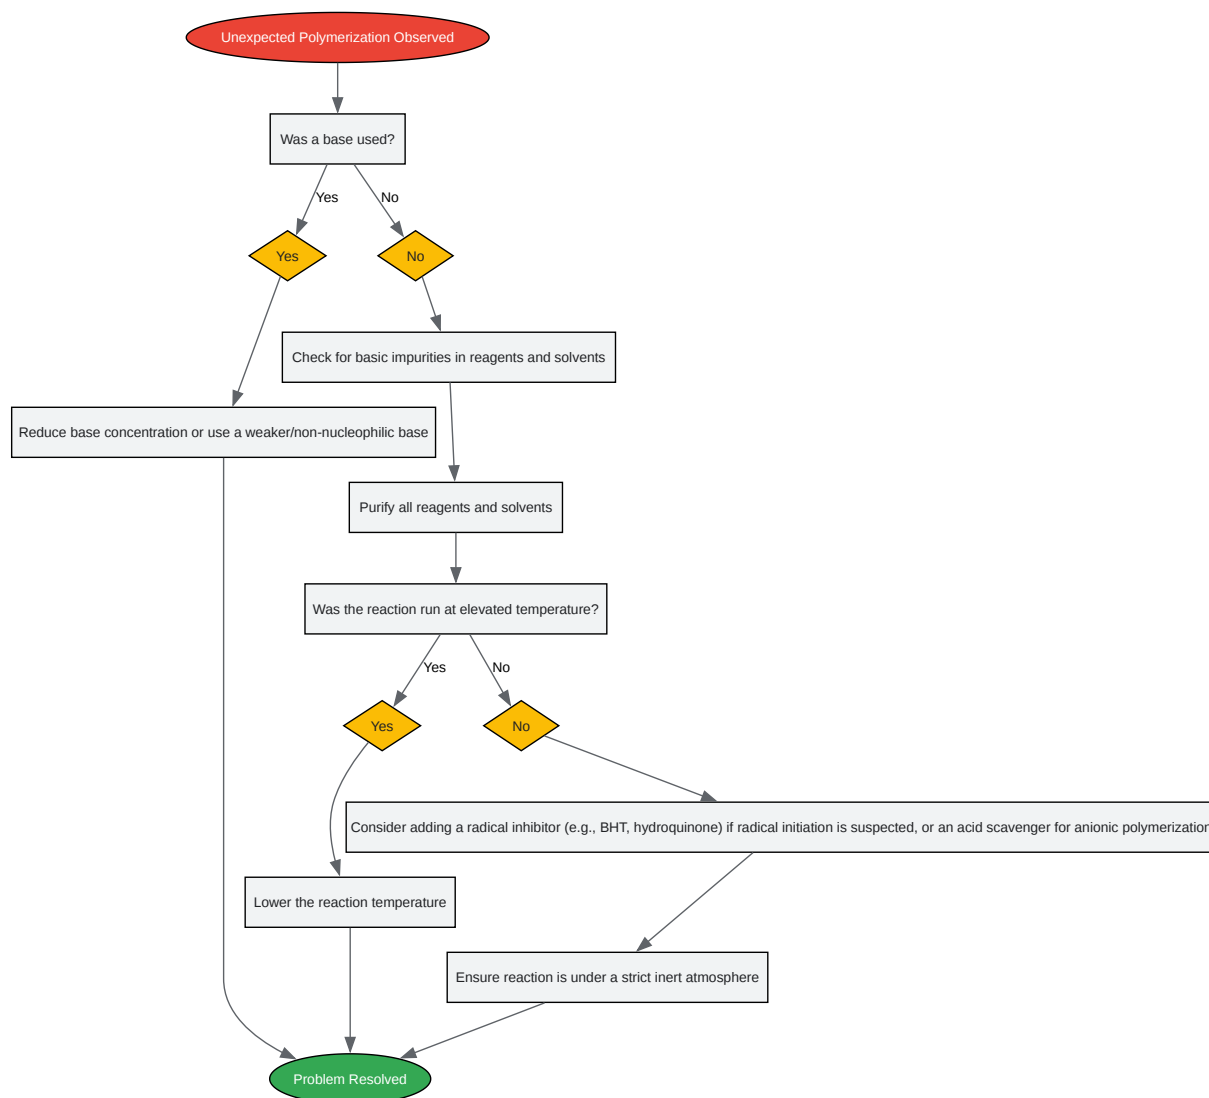 Unexpected Polymerization Observed
Was a base used?
Yes
No
Yes
No
Check for basic impurities in reagents and solvents
Reduce base concentration or use a weaker/non-nucleophilic base
Purify all reagents and solvents
Was the reaction run at elevated temperature?
Yes
No
Yes
No
Consider adding a radical inhibitor (e.g., BHT, hydroquinone) if radical initiation is suspected, or an acid scavenger for anionic polymerization
Lower the reaction temperature
Ensure reaction is under a strict inert atmosphere
Problem Resolved